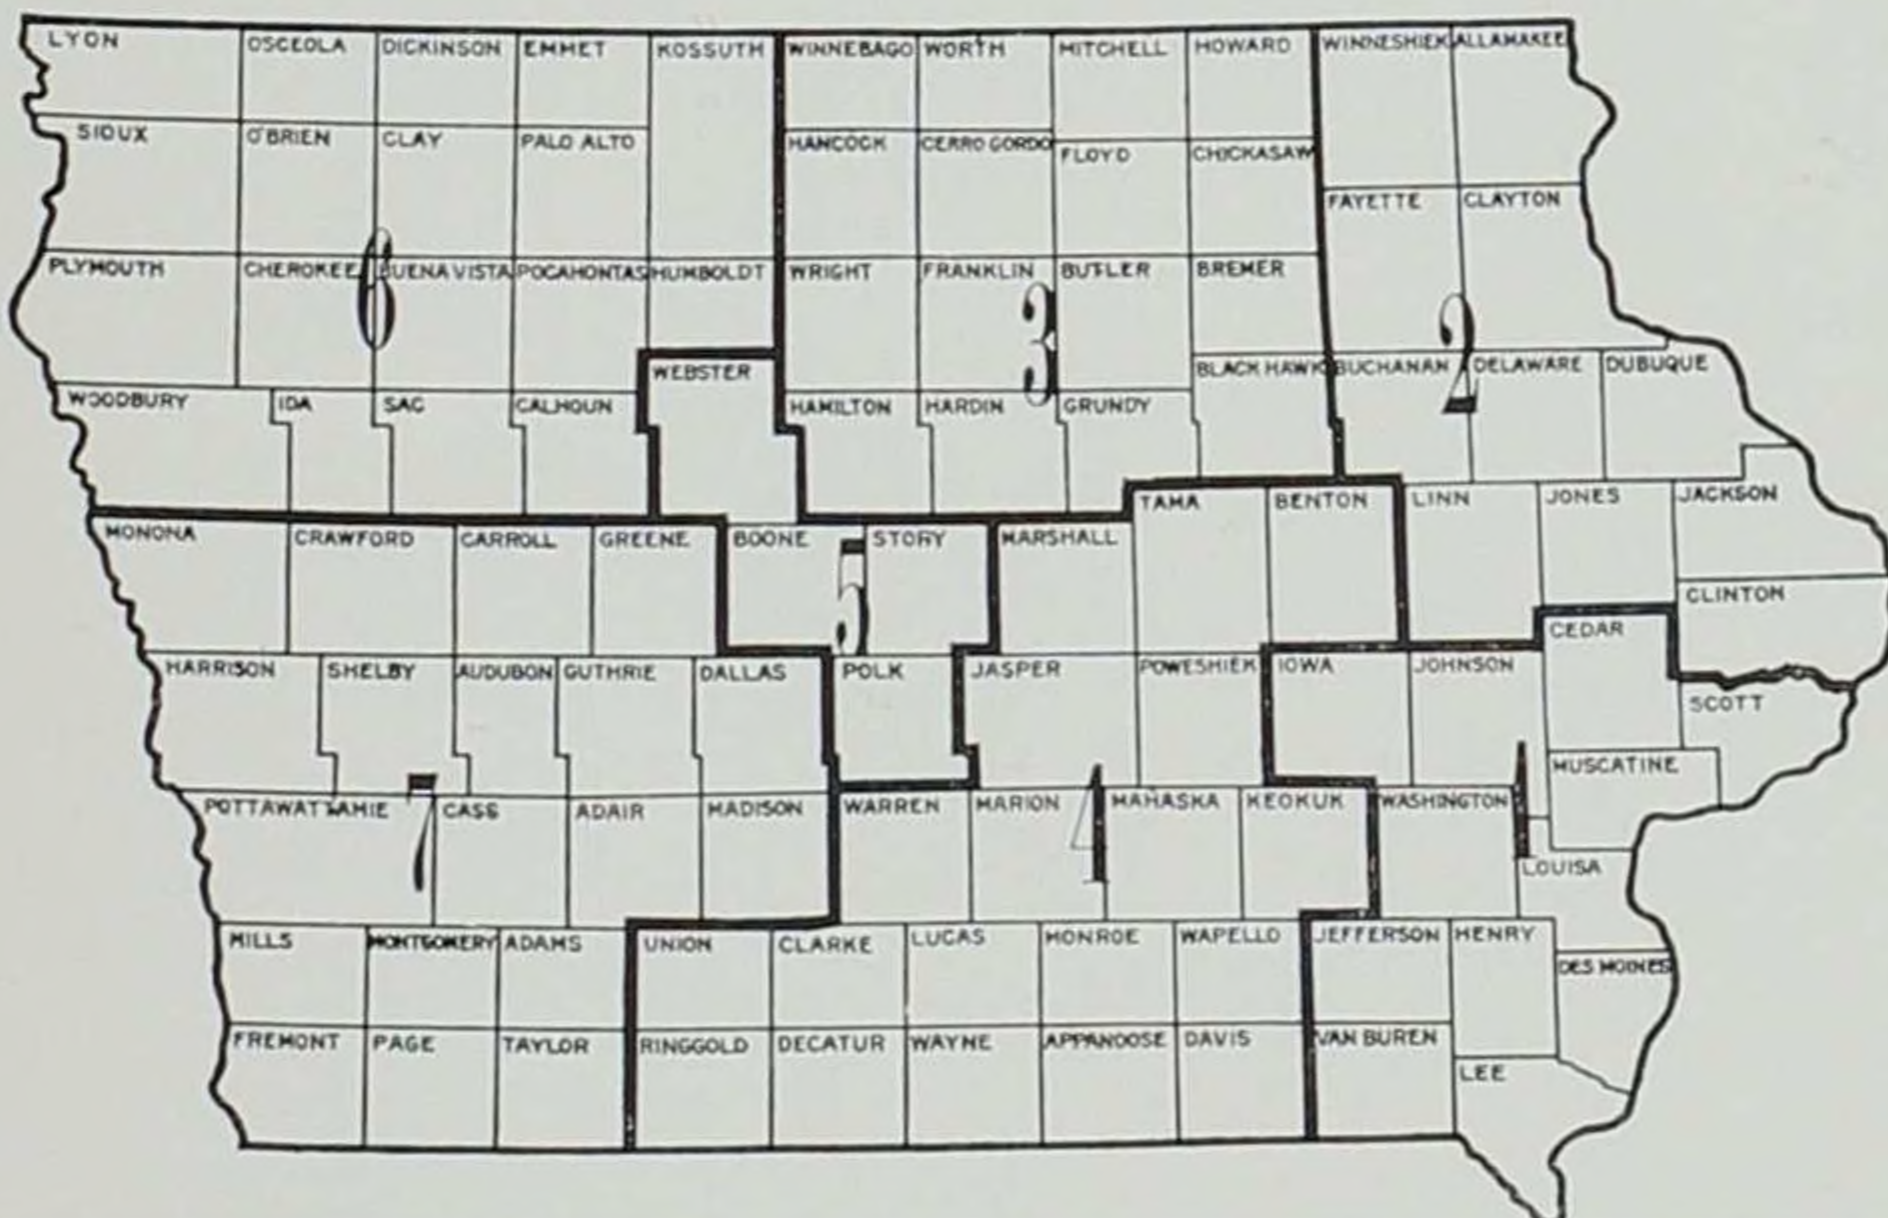 LYON OSCEOLA DICKINSON EMMET KOSSUTH WINNEBAGO WORTH MITCHELL HOWARD WINNESHIEK ALLAMAKEE
SIOUX O'BRIEN CLAY PALO ALTO HANCOCK CERRO GORDO FLOYD CHICKASAW
FAYETTE CLAYTON
PLYMOUTH CHEROKEE BUENA VISTA POCAHONTAS HUMBOLDT WRIGHT FRANKLIN BUTLER BREMER
6 3 2
WEBSTER BLACK HAWK BUCHANAN DELAWARE DUBUQUE
WOODBURY IDA SAC CALHOUN HAMILTON HARDIN GRUNDY
TAMA BENTON LINN JONES JACKSON
MONONA CRAWFORD CARROLL GREENE BOONE STORY MARSHALL
5
CLINTON
CEDAR
HARRISON SHELBY AUDUBON GUTHRIE DALLAS POLK JASPER POWESHIEK IOWA JOHNSON
SCOTT
MUSCATINE
7 4 1
POTTAWATTAMIE CASS ADAIR MADISON WARREN MARION MAHASKA KEOKUK WASHINGTON
LOUISA
MILLS MONTGOMERY ADAMS UNION CLARKE LUCAS MONROE WAPELLO JEFFERSON HENRY
DES MOINES
FREMONT PAGE TAYLOR RINGGOLD DECATUR WAYNE APPANOOSE DAVIS VAN BUREN
LEE